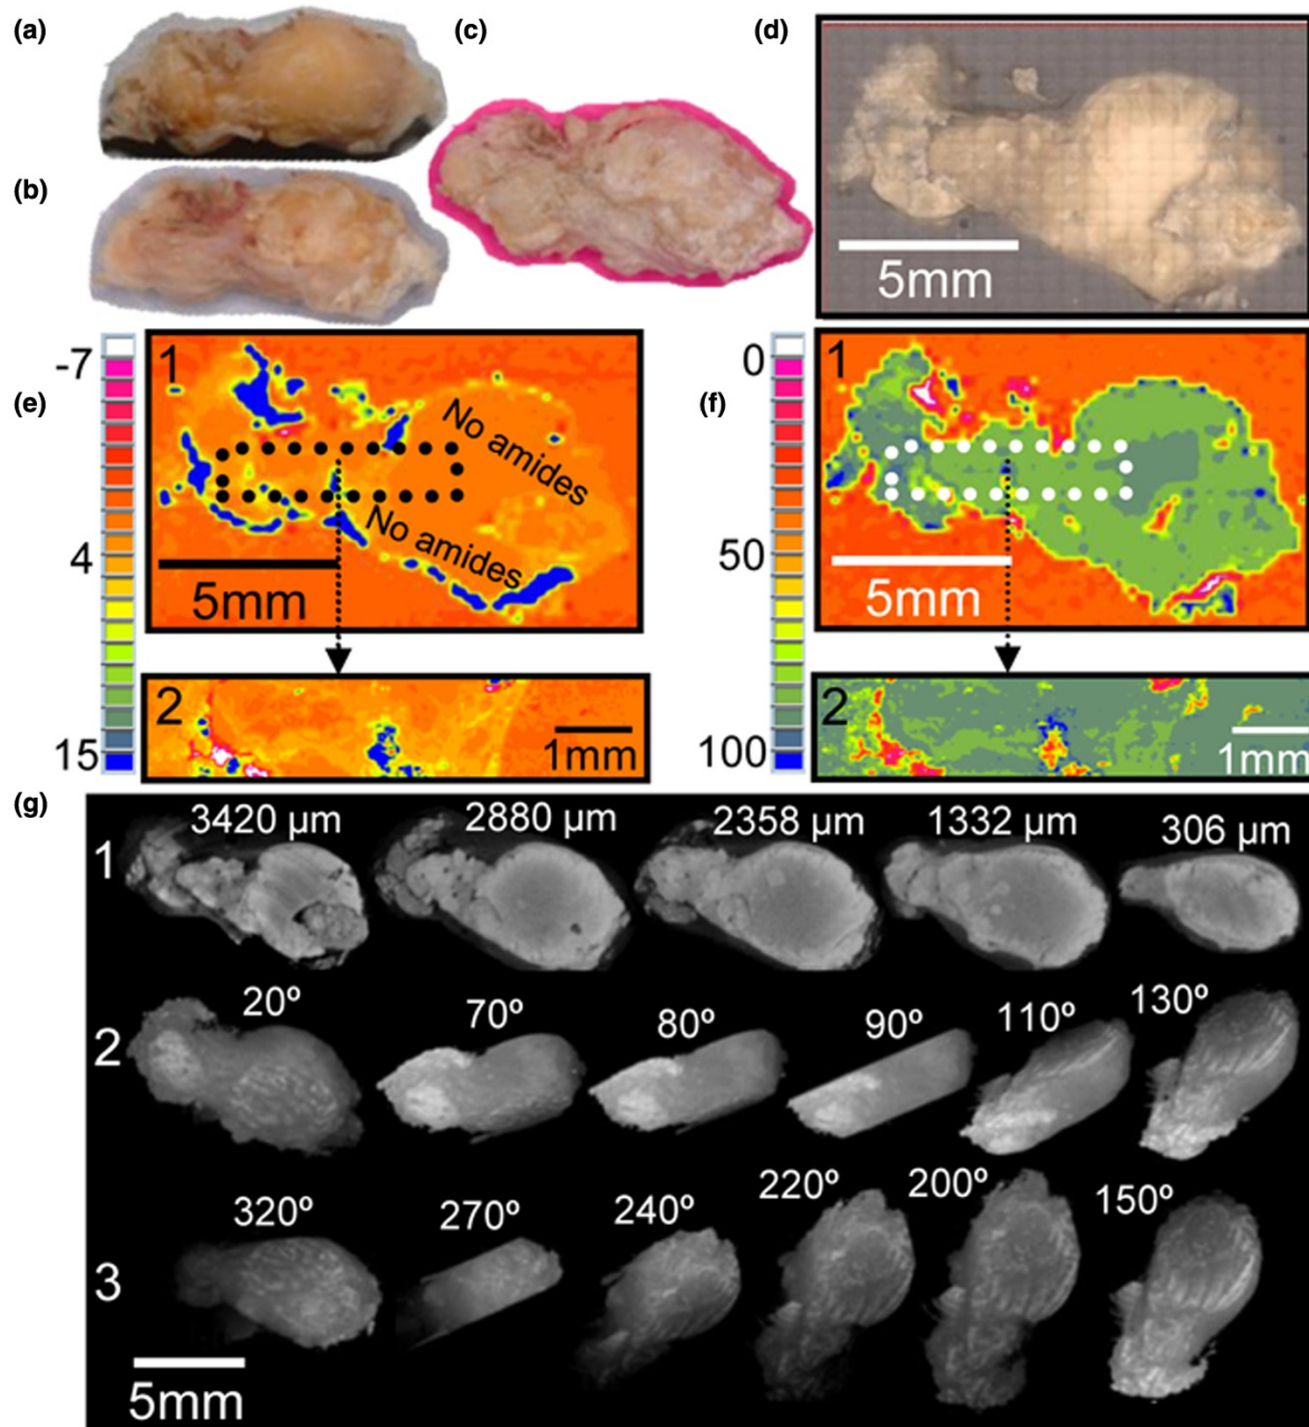 (a)
(c)
(d)
(b)
5mm
(e)
-7
4
15
1
No amides
No amides
5mm
2
1mm
(f)
0
50
100
1
5mm
2
1mm
(g)
1
3420 µm
2880 µm
2358 µm
1332 µm
306 µm
2
20º
70º
80º
90º
110º
130º
3
320º
270º
240º
220º
200º
150º
5mm